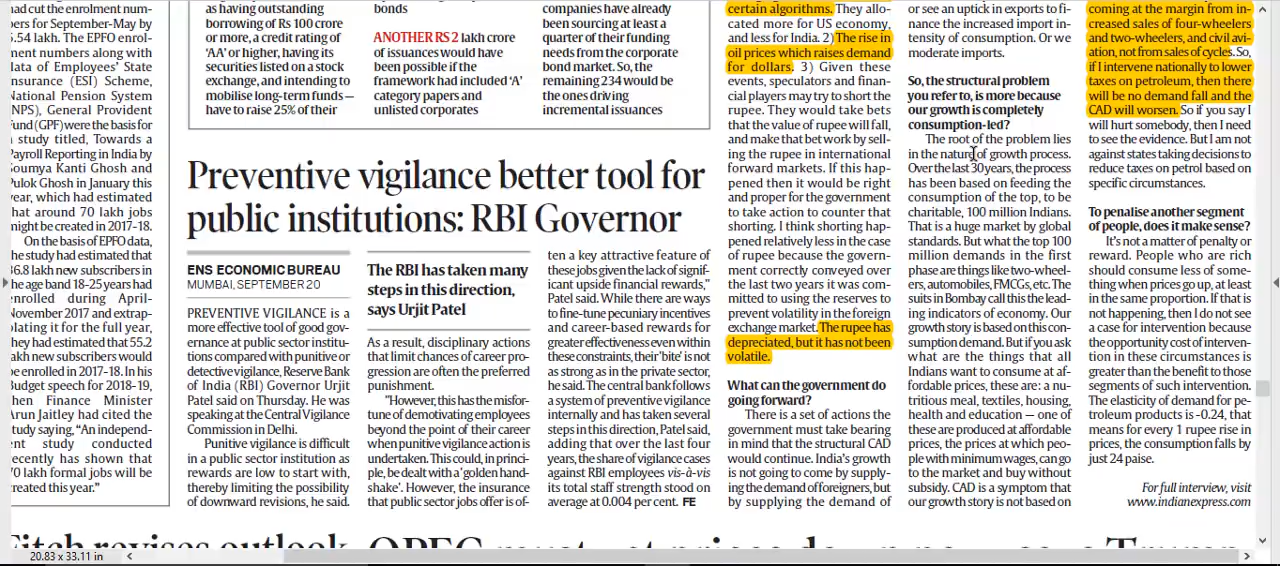 had cut the enrolment num-
bers of September-May by
5.54 lakh. The EPFO enrol-
ment numbers along with
data of Employees' State
Insurance (ESI) Scheme,
National Pension System
(NPS), General Provident
Fund (GPF) were the basis for
a study titled, Towards a
Payroll Reporting in India by
Soumya Kanti Ghosh and
Pulok Ghosh in January this
year, which had estimated
that around 70 lakh jobs
might be created in 2017-18.
On the basis of EPFO data,
the study had estimated that
36.8 lakh new subscribers in
the age band 18-25 years had
enrolled during April-
November 2017 and extrap-
olating it for the full year,
they had estimated that 55.2
lakh new subscribers would
be enrolled in 2017-18. In his
Budget speech for 2018-19,
then Finance Minister
Arun Jaitley had cited the
study saying, "An independ-
ent study conducted
recently has shown that
70 lakh formal jobs will be
created this year."
as having outstanding
borrowing of Rs 100 crore
or more, a credit rating of
'AA' or higher, having its
securities listed on a stock
exchange, and intending to
mobilise long-term funds —
have to raise 25% of their
bonds
ANOTHER RS 2 lakh crore
of issuances would have
been possible if the
framework had included 'A'
category papers and
unlisted corporates
companies have already
been sourcing at least a
quarter of their funding
needs from the corporate
bond market. So, the
remaining 234 would be
the ones driving
incremental issuances
Preventive vigilance better tool for
public institutions: RBI Governor
ENS ECONOMIC BUREAU
MUMBAI, SEPTEMBER 20
PREVENTIVE VIGILANCE is a
more effective tool of good gov-
ernance at public sector institu-
tions compared with punitive or
detective vigilance, Reserve Bank
of India (RBI) Governor Urjit
Patel said on Thursday. He was
speaking at the Central Vigilance
Commission in Delhi.
Punitive vigilance is difficult
in a public sector institution as
rewards are low to start with,
thereby limiting the possibility
of downward revisions, he said.
The RBI has taken many
steps in this direction,
says Urjit Patel
As a result, disciplinary actions
that limit chances of career pro-
gression are often the preferred
punishment.
"However, this has the misfor-
tune of demotivating employees
beyond the point of their career
when punitive vigilance action is
undertaken. This could, in princi-
ple, be dealt with a 'golden hand-
shake'. However, the insurance
that public sector jobs offer is of-
ten a key attractive feature of
these jobs given the lack of signif-
icant upside financial rewards,"
Patel said. While there are ways
to fine-tune pecuniary incentives
and career-based rewards for
greater effectiveness even within
these constraints, their 'bite' is not
as strong as in the private sector,
he said. The central bank follows
a system of preventive vigilance
internally and has taken several
steps in this direction, Patel said,
adding that over the last four
years, the share of vigilance cases
against RBI employees vis-à-vis
its total staff strength stood on
average at 0.004 per cent. FE
certain algorithms. They allo-
cated more for US economy,
and less for India. 2) The rise in
oil prices which raises demand
for dollars. 3) Given these
events, speculators and finan-
cial players may try to short the
rupee. They would take bets
that the value of rupee will fall,
and make that bet work by sell-
ing the rupee in international
forward markets. If this hap-
pened then it would be right
and proper for the government
to take action to counter that
shorting. I think shorting hap-
pened relatively less in the case
of rupee because the govern-
ment correctly conveyed over
the last two years it was com-
mitted to using the reserves to
prevent volatility in the foreign
exchange market. The rupee has
depreciated, but it has not been
volatile.
What can the government do
going forward?
There is a set of actions the
government must take bearing
in mind that the structural CAD
would continue. India's growth
is not going to come by supply-
ing the demand of foreigners, but
by supplying the demand of
or see an uptick in exports to fi-
nance the increased import in-
tensity of consumption. Or we
moderate imports.
So, the structural problem
you refer to, is more because
our growth is completely
consumption-led?
The root of the problem lies
in the nature of growth process.
Over the last 30 years, the process
has been based on feeding the
consumption of the top, to be
charitable, 100 million Indians.
That is a huge market by global
standards. But what the top 100
million demands in the first
phase are things like two-wheel-
ers, automobiles, FMCGs, etc. The
suits in Bombay call this the lead-
ing indicators of economy. Our
growth story is based on this con-
sumption demand. But if you ask
what are the things that all
Indians want to consume at af-
fordable prices, these are: a nu-
tritious meal, textiles, housing,
health and education — one of
these are produced at affordable
prices, the prices at which peo-
ple with minimum wages, can go
to the market and buy without
subsidy. CAD is a symptom that
our growth story is not based on
coming at the margin from in-
creased sales of four-wheelers
and two-wheelers, and civil avi-
ation, not from sales of cycles. So,
if I intervene nationally to lower
taxes on petroleum, then there
will be no demand fall and the
CAD will worsen. So if you say I
will hurt somebody, then I need
to see the evidence. But I am not
against states taking decisions to
reduce taxes on petrol based on
specific circumstances.
To penalise another segment
of people, does it make sense?
It's not a matter of penalty or
reward. People who are rich
should consume less of some-
thing when prices go up, at least
in the same proportion. If that is
not happening, then I do not see
a case for intervention because
the opportunity cost of interven-
tion in these circumstances is
greater than the benefit to those
segments of such intervention.
The elasticity of demand for pe-
troleum products is -0.24, that
means for every 1 rupee rise in
prices, the consumption falls by
just 24 paise.
For full interview, visit
www.indianexpress.com
Fitch revises outlook
20.83 x 33.11 in